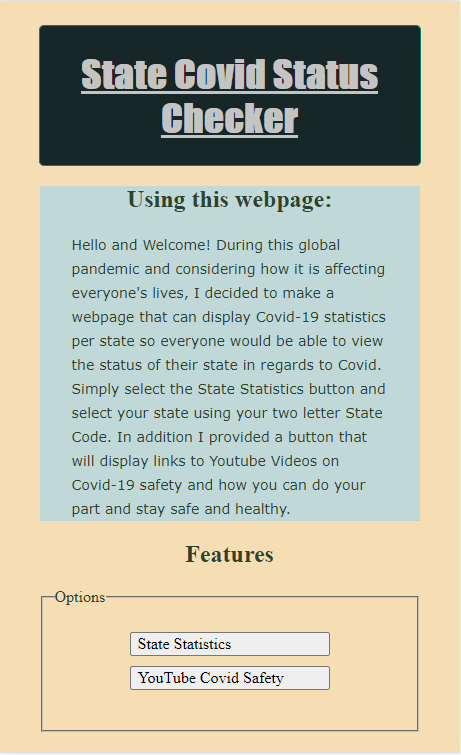 State Covid Status
Checker
Using this webpage:
Hello and Welcome! During this global
pandemic and considering how it is affecting
everyone's lives, I decided to make a
webpage that can display Covid-19 statistics
per state so everyone would be able to view
the status of their state in regards to Covid.
Simply select the State Statistics button and
select your state using your two letter State
Code. In addition I provided a button that
will display links to Youtube Videos on
Covid-19 safety and how you can do your
part and stay safe and healthy.
Features
Options
State Statistics
YouTube Covid Safety